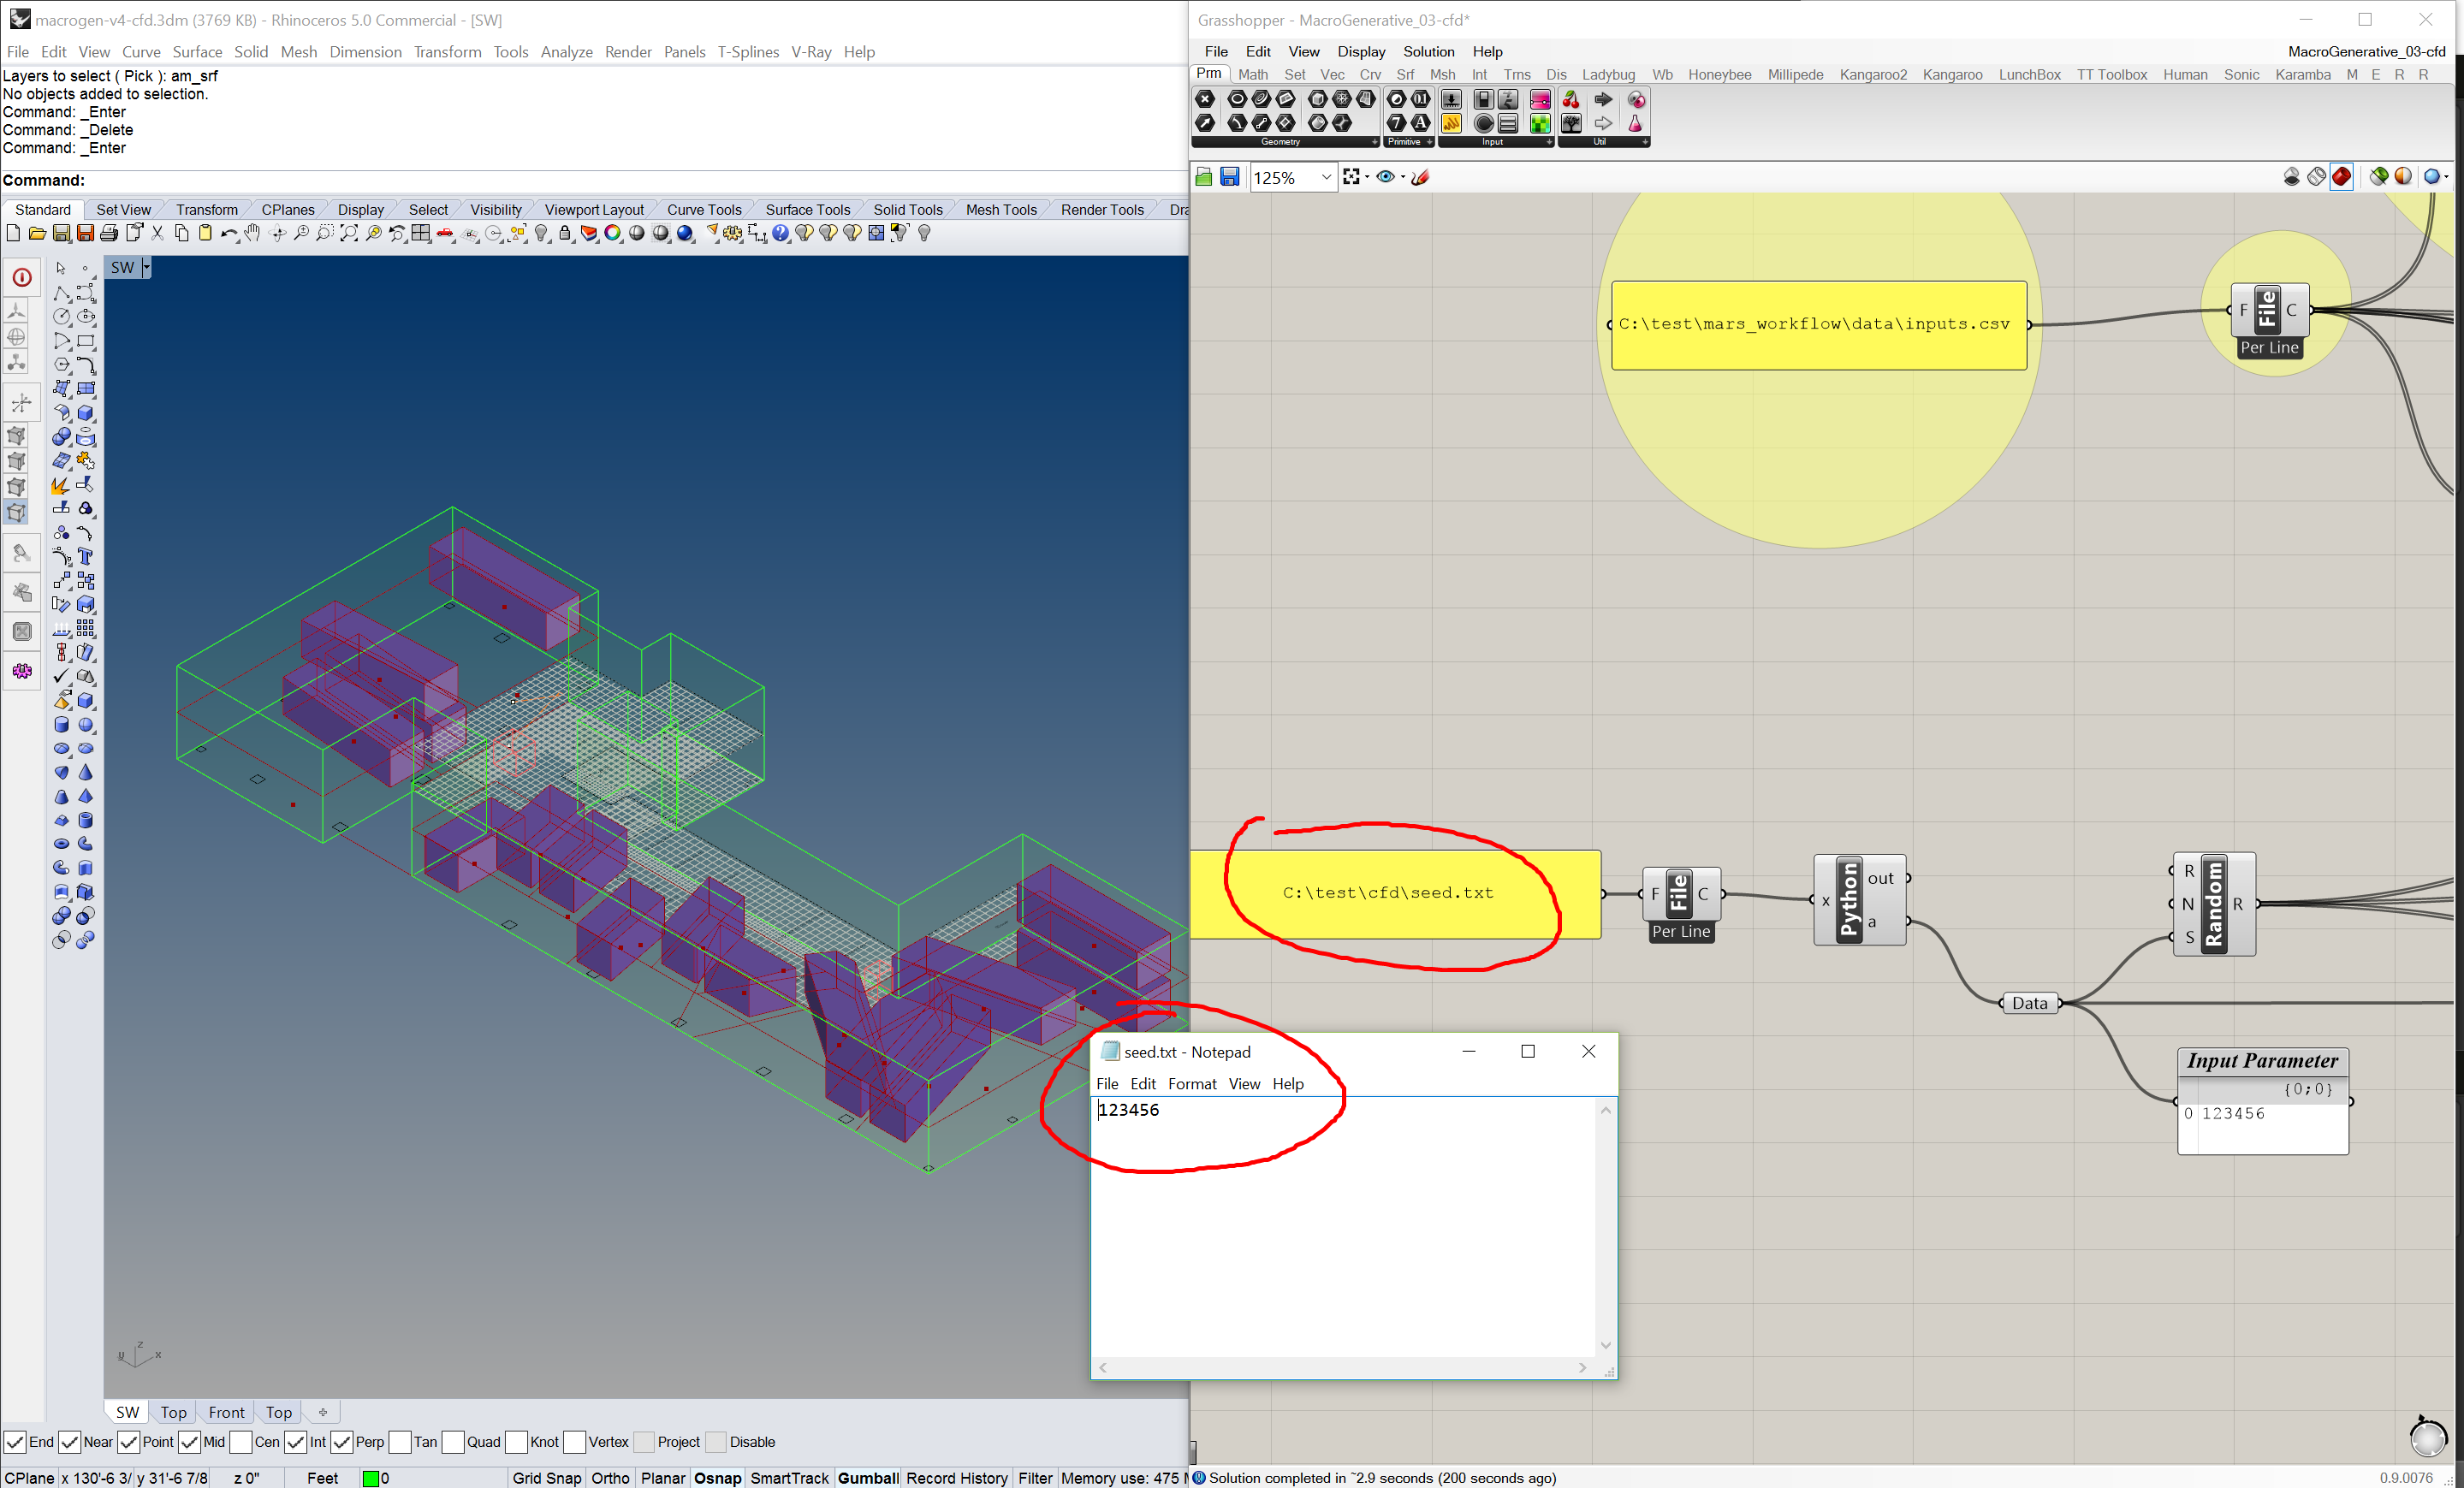 macrogen-v4-cfd.3dm (3769 KB) - Rhinoceros 5.0 Commercial - [SW]
File Edit View Curve Surface Solid Mesh Dimension Transform Tools Analyze Render Panels T-Splines V-Ray Help
Layers to select ( Pick ): am_srf
No objects added to selection.
Command: _Enter
Command: _Delete
Command: _Enter
Command:
Standard Set View Transform CPlanes Display Select Visibility Viewport Layout Curve Tools Surface Tools Solid Tools Mesh Tools Render Tools Dra
SW
z
y x
SW Top Front Top
End Near Point Mid Cen Int Perp Tan Quad Knot Vertex Project Disable
CPlane x 130'-6 3/ y 31'-6 7/8 z 0" Feet 0 Grid Snap Ortho Planar Osnap SmartTrack Gumball Record History Filter Memory use: 475 M
Grasshopper - MacroGenerative_03-cfd*
File Edit View Display Solution Help
MacroGenerative_03-cfd
Prm Math Set Vec Crv Srf Msh Int Trns Dis Ladybug Wb Honeybee Millipede Kangaroo2 Kangaroo LunchBox TT Toolbox Human Sonic Karamba M E R R
Geometry Primitive Input Util
125%
C:\test\mars_workflow\data\inputs.csv
F File C
Per Line
C:\test\cfd\seed.txt
F File C
Per Line
x Python out
a
R
N Random R
S
Data
Input Parameter
{0;0}
0 123456
seed.txt - Notepad
File Edit Format View Help
123456
Solution completed in ~2.9 seconds (200 seconds ago)
0.9.0076